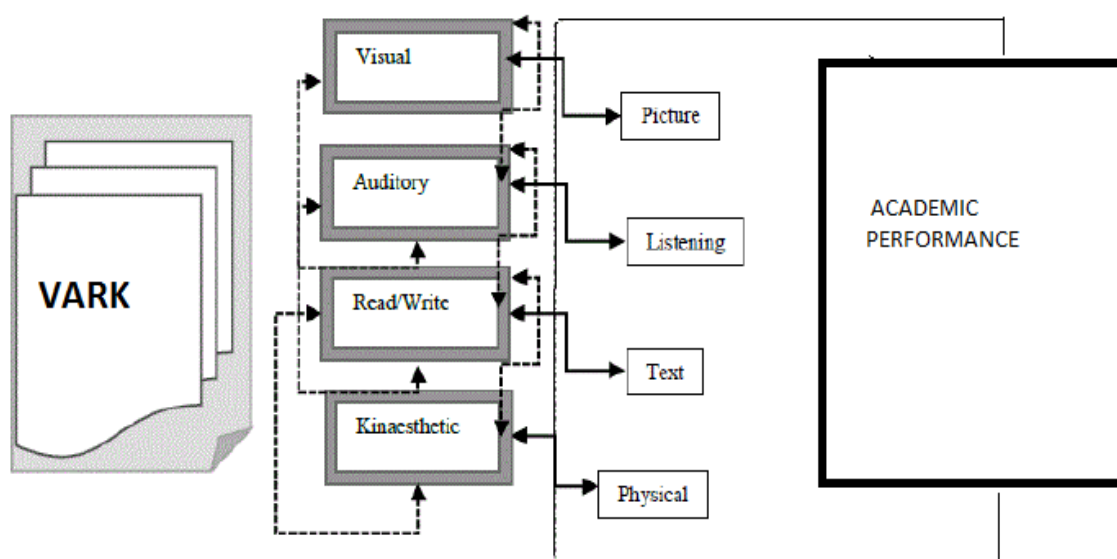 VARK
Visual
Auditory
Read/Write
Kinaesthetic
Picture
Listening
Text
Physical
ACADEMIC
PERFORMANCE